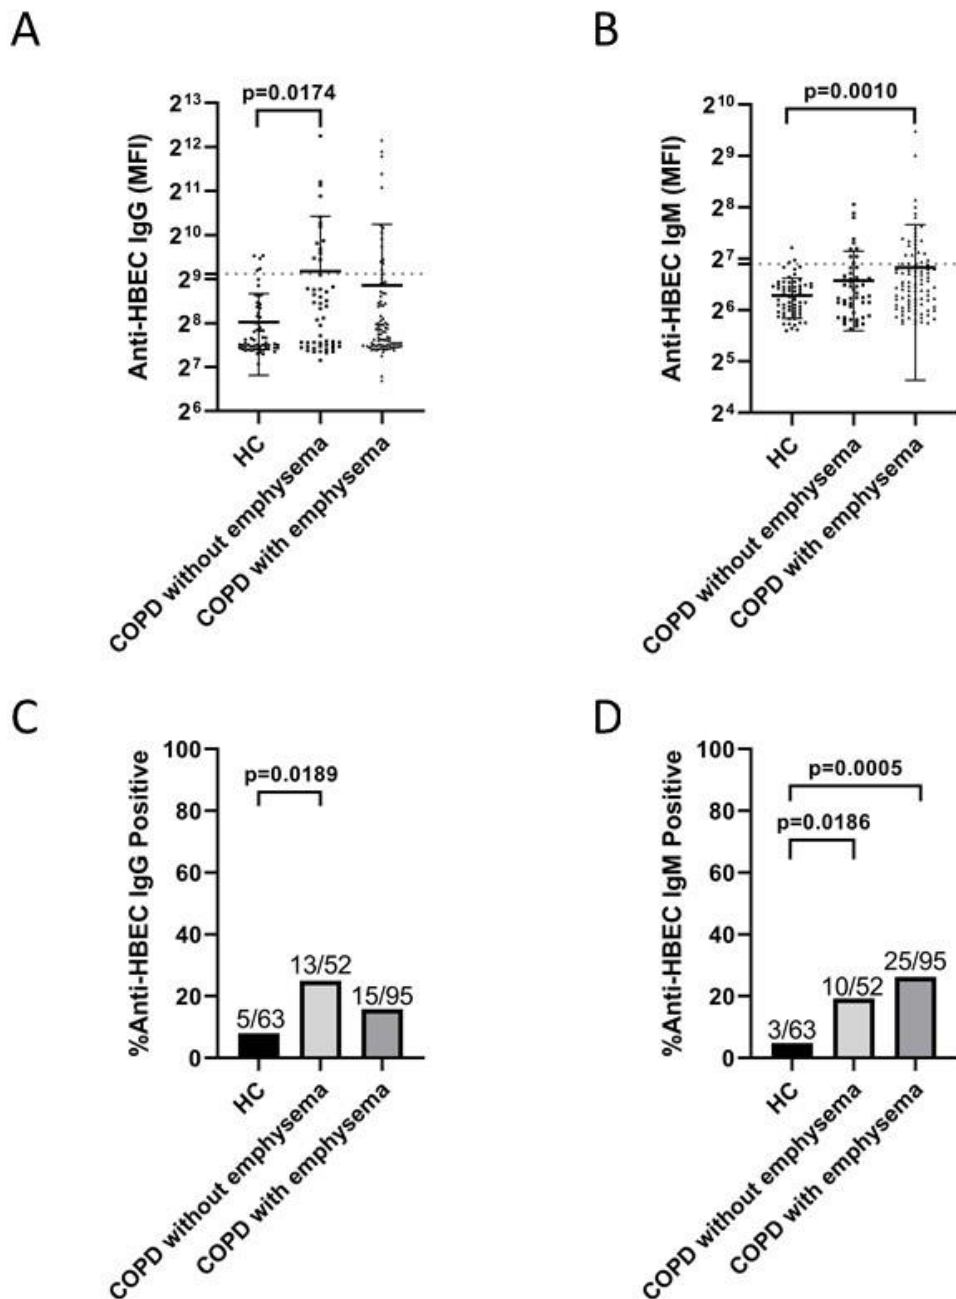 A
p=0.0174
Anti-HBEC IgG (MFI)
2^13
2^12
2^11
2^10
2^9
2^8
2^7
2^6
HC
COPD without emphysema
COPD with emphysema
B
p=0.0010
Anti-HBEC IgM (MFI)
2^10
2^9
2^8
2^7
2^6
2^5
2^4
HC
COPD without emphysema
COPD with emphysema
C
%Anti-HBEC IgG Positive
100
80
60
40
20
0
p=0.0189
5/63
13/52
15/95
HC
COPD without emphysema
COPD with emphysema
D
%Anti-HBEC IgM Positive
100
80
60
40
20
0
p=0.0005
p=0.0186
3/63
10/52
25/95
HC
COPD without emphysema
COPD with emphysema